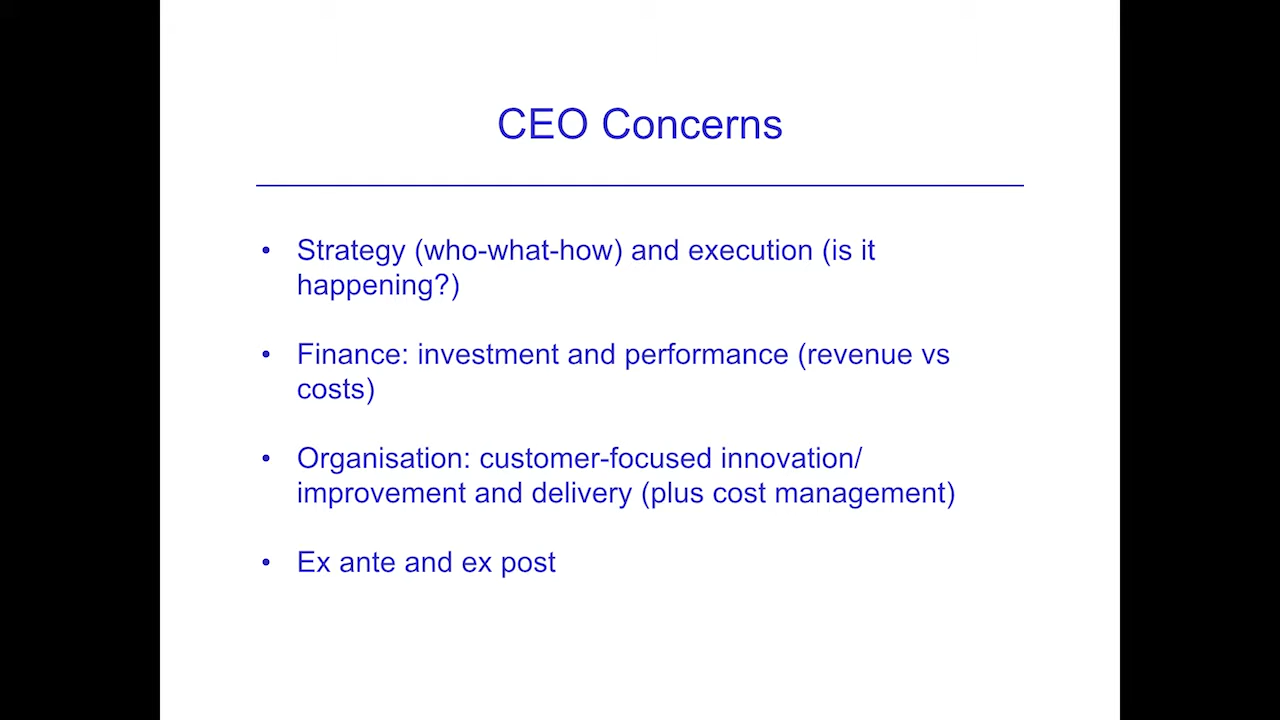 CEO Concerns
• Strategy (who-what-how) and execution (is it
happening?)
• Finance: investment and performance (revenue vs
costs)
• Organisation: customer-focused innovation/
improvement and delivery (plus cost management)
• Ex ante and ex post